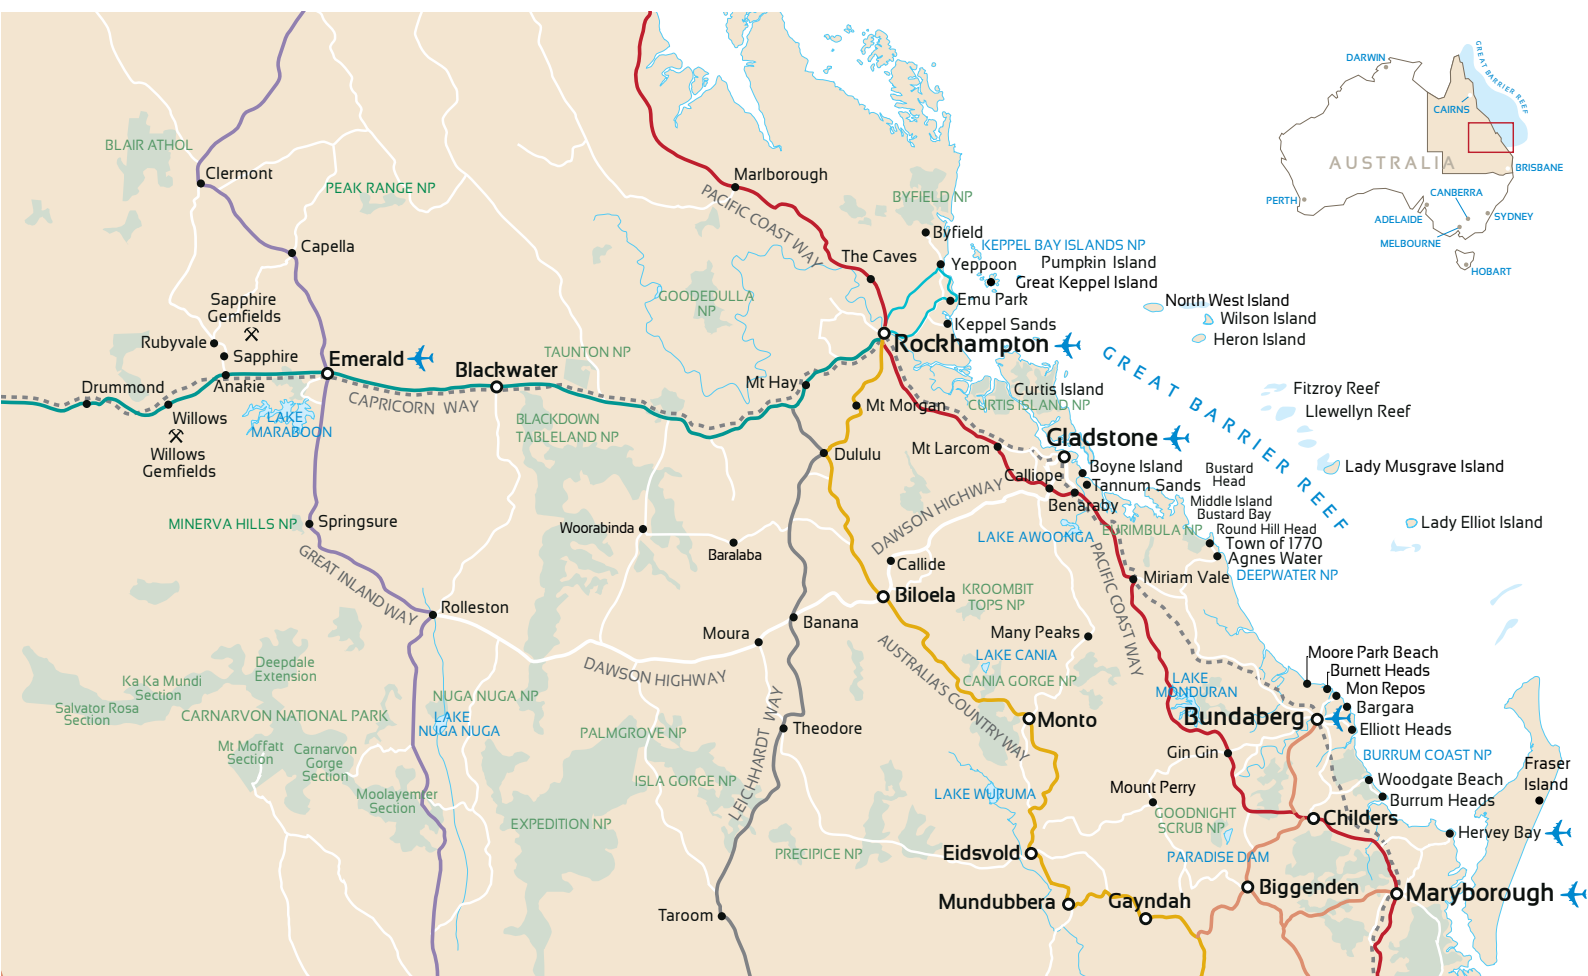 DARWIN
GREAT BARRIER REEF
CAIRNS
AUSTRALIA
BRISBANE
PERTH
CANBERRA
ADELAIDE
SYDNEY
MELBOURNE
HOBART
BLAIR ATHOL
Clermont
PEAK RANGE NP
Marlborough
PACIFIC COAST WAY
BYFIELD NP
Byfield
Capella
KEPPEL BAY ISLANDS NP
The Caves
Yeppoon
Pumpkin Island
Great Keppel Island
Sapphire
Gemfields
GOODEDULLA
NP
Emu Park
North West Island
Wilson Island
Keppel Sands
Heron Island
Rubyvale
Sapphire
Emerald
Blackwater
TAUNTON NP
Rockhampton
GREAT BARRIER REEF
Drummond
Anakie
CAPRICORN WAY
Mt Hay
Curtis Island
CURTIS ISLAND NP
Fitzroy Reef
Llewellyn Reef
Willows
LAKE
MARABOON
BLACKDOWN
TABLELAND NP
Mt Morgan
Willows
Gemfields
Dululu
Mt Larcom
Gladstone
Boyne Island
Tannum Sands
Calliope
Benaraby
Bustard
Head
Lady Musgrave Island
Middle Island
Bustard Bay
Round Hill Head
Town of 1770
Agnes Water
Lady Elliot Island
MINERVA HILLS NP
Springsure
Woorabinda
Baralaba
DAWSON HIGHWAY
LAKE AWOONGA
EURIMBULA NP
GREAT INLAND WAY
Callide
PACIFIC COAST WAY
Miriam Vale
DEEPWATER NP
Rolleston
Biloela
KROOMBIT
TOPS NP
Banana
Moura
Many Peaks
AUSTRALIA'S COUNTRY WAY
LAKE CANIA
CANIA GORGE NP
Moore Park Beach
Burnett Heads
Mon Repos
Bargara
Elliott Heads
Deepdale
Extension
Ka Ka Mundi
Section
Salvator Rosa
Section
CARNARVON NATIONAL PARK
DAWSON HIGHWAY
NUGA NUGA NP
LAKE
NUGA NUGA
LAKE
MONDURAN
Bundaberg
Monto
Mt Moffatt
Section
Carnarvon
Gorge
Section
PALMGROVE NP
LEICHHARDT WAY
Theodore
Gin Gin
BURRUM COAST NP
Fraser
Island
Moolayember
Section
ISLA GORGE NP
LAKE WURUMA
Mount Perry
Woodgate Beach
Burrum Heads
EXPEDITION NP
GOODNIGHT
SCRUB NP
Childers
Hervey Bay
PRECIPICE NP
Eidsvold
PARADISE DAM
Mundubbera
Gayndah
Biggenden
Maryborough
Taroom